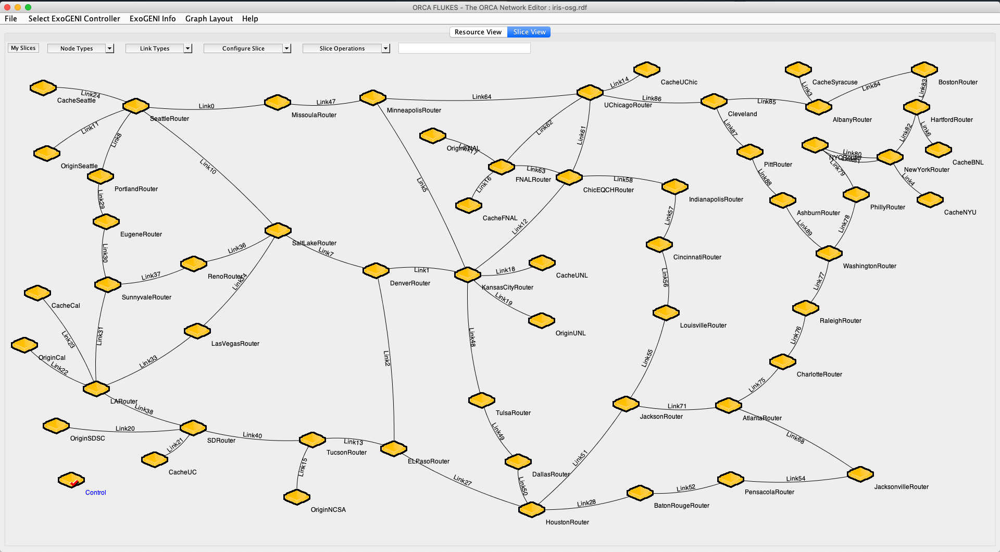 ORCA FLUKES - The ORCA Network Editor : iris-osg.rdf
File Select ExoGENI Controller ExoGENI Info Graph Layout Help
Resource View Slice View
My Slices Node Types Link Types Configure Slice Slice Operations
CacheUChic
CacheSyracuse
BostonRouter
Link14
Link84
Link83
Link3
CacheSeattle
Link24
Link0
Link47
Link64
Link86
Link85
SeattleRouter
MissoulaRouter
MinneapolisRouter
UChicagoRouter
Cleveland
AlbanyRouter
HartfordRouter
Link11
Link8
Link62
Link61
Link87
Link82
Link6
OriginSeattle
OriginFNAL
Link17
NYCRouter
Link80
Link81
NewYorkRouter
CacheBNL
Link10
Link5
Link16
Link63
FNALRouter
ChicEQCHRouter
Link58
PittRouter
Link79
Link4
PortlandRouter
Link29
IndianapolisRouter
Link88
PhillyRouter
CacheNYU
EugeneRouter
CacheFNAL
Link12
Link57
AshburnRouter
Link89
Link78
Link30
Link36
SaltLakeRouter
Link7
CincinnatiRouter
WashingtonRouter
Link37
RenoRouter
Link34
Link1
Link18
CacheUNL
Link56
Link77
SunnyvaleRouter
DenverRouter
KansasCityRouter
Link19
CacheCal
OriginUNL
LouisvilleRouter
RaleighRouter
Link23
Link31
LasVegasRouter
Link48
Link76
OriginCal
Link22
Link33
Link2
Link55
CharlotteRouter
Link75
LARouter
Link38
TulsaRouter
JacksonRouter
Link71
AtlantaRouter
OriginSDSC
Link20
Link21
SDRouter
Link40
TucsonRouter
Link13
ELPasoRouter
Link49
Link68
CacheUC
Link15
Link27
DallasRouter
Link51
Control
Link50
Link52
PensacolaRouter
Link54
JacksonvilleRouter
OriginNCSA
Link28
BatonRougeRouter
HoustonRouter